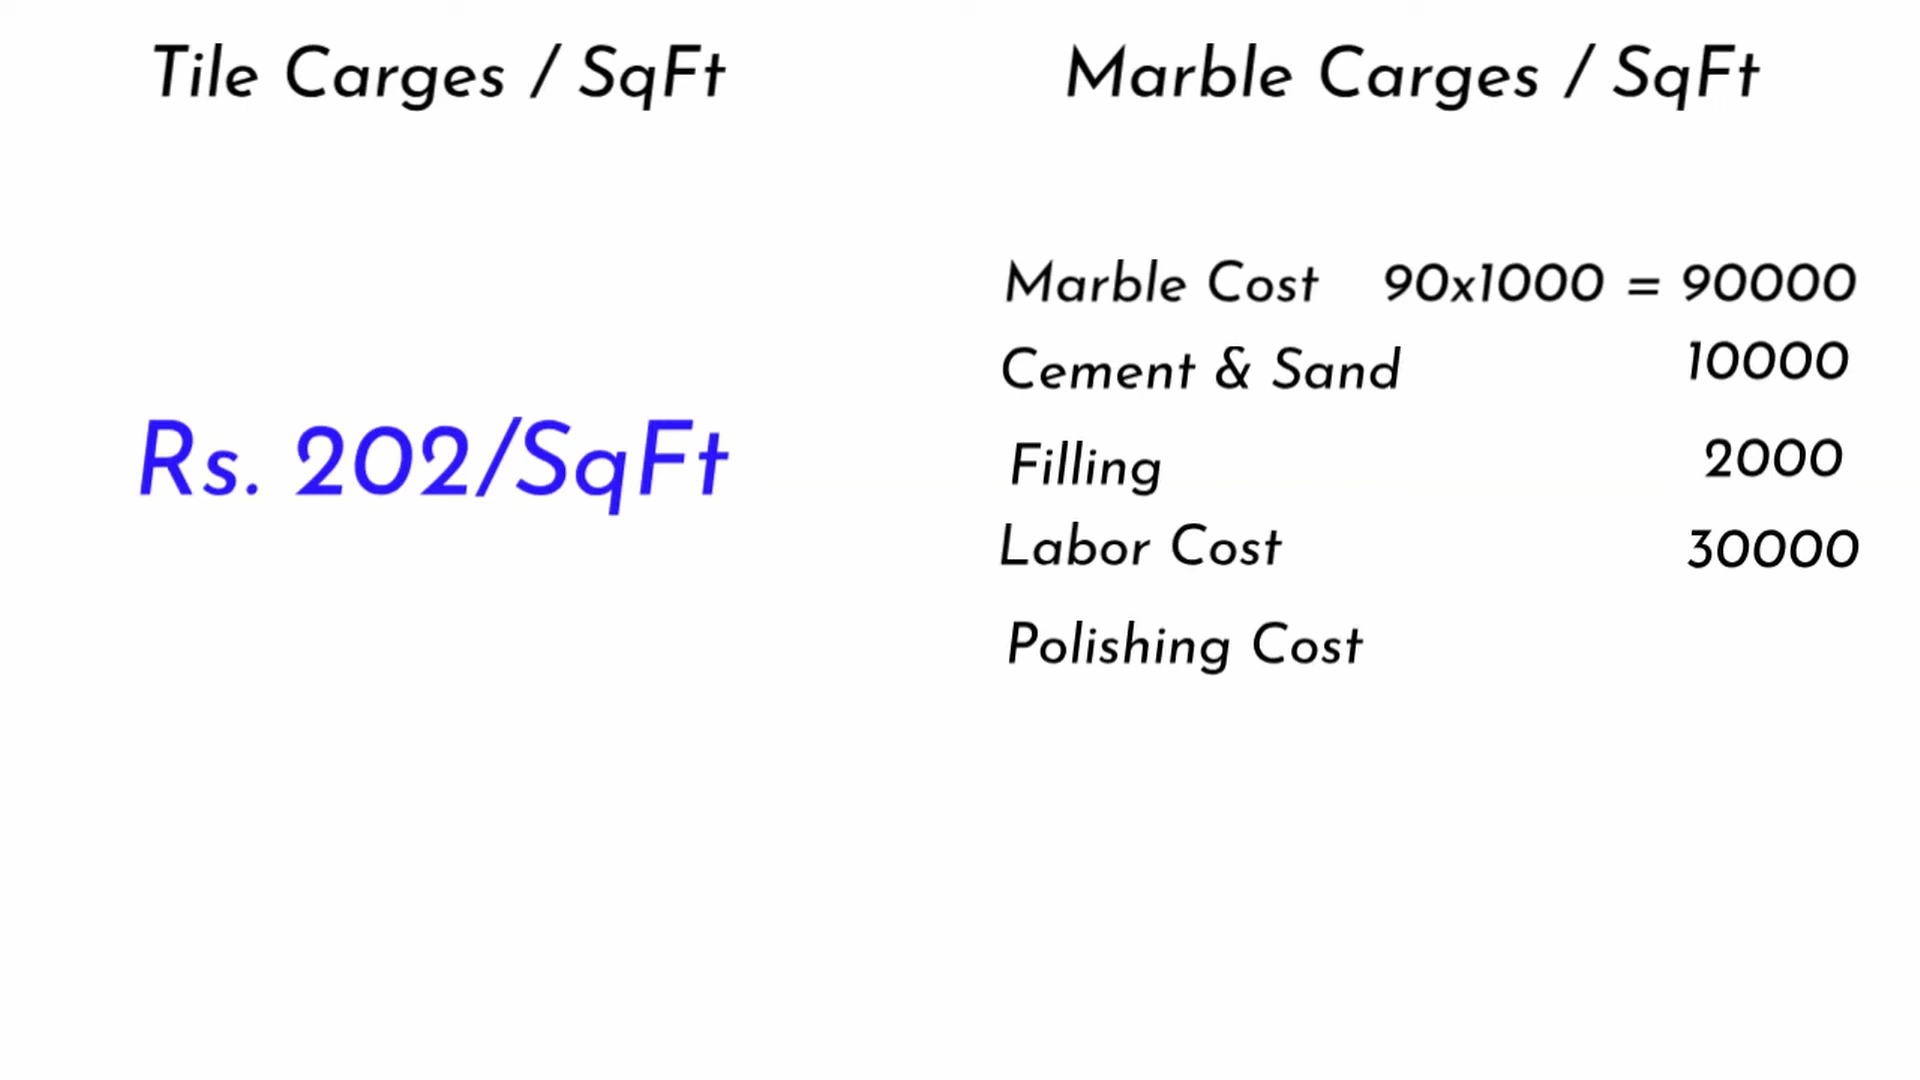 Tile Carges / SqFt
Rs. 202/SqFt
Marble Carges / SqFt
Marble Cost 90x1000 = 90000
Cement & Sand 10000
Filling 2000
Labor Cost 30000
Polishing Cost